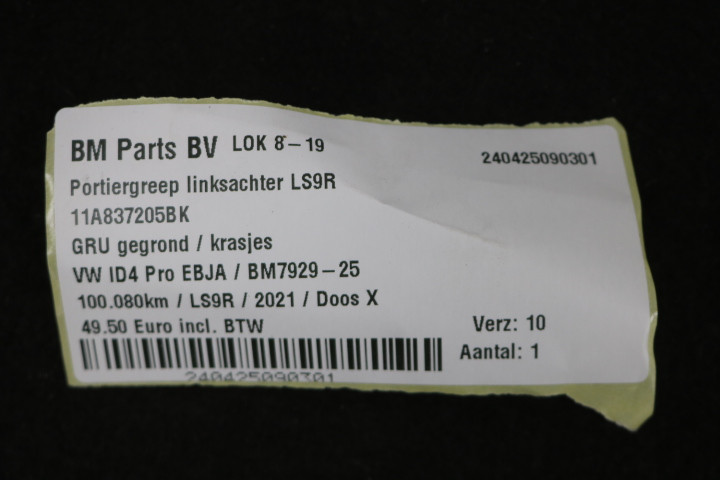 BM Parts BV LOK 8-19
240425090301
Portiergreep linksachter LS9R
11A837205BK
GRU gegrond / krasjes
VW ID4 Pro EBJA / BM7929-25
100.080km / LS9R / 2021 / Doos X
49.50 Euro incl. BTW
Verz: 10
Aantal: 1
240425090301